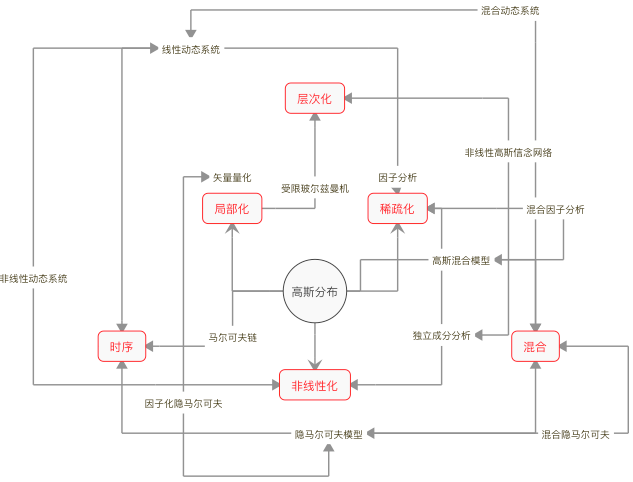 混合动态系统
线性动态系统
层次化
非线性高斯信念网络
矢量量化
受限玻尔兹曼机
因子分析
局部化
稀疏化
混合因子分析
高斯混合模型
非线性动态系统
高斯分布
马尔可夫链
独立成分分析
时序
混合
非线性化
因子化隐马尔可夫
隐马尔可夫模型
混合隐马尔可夫